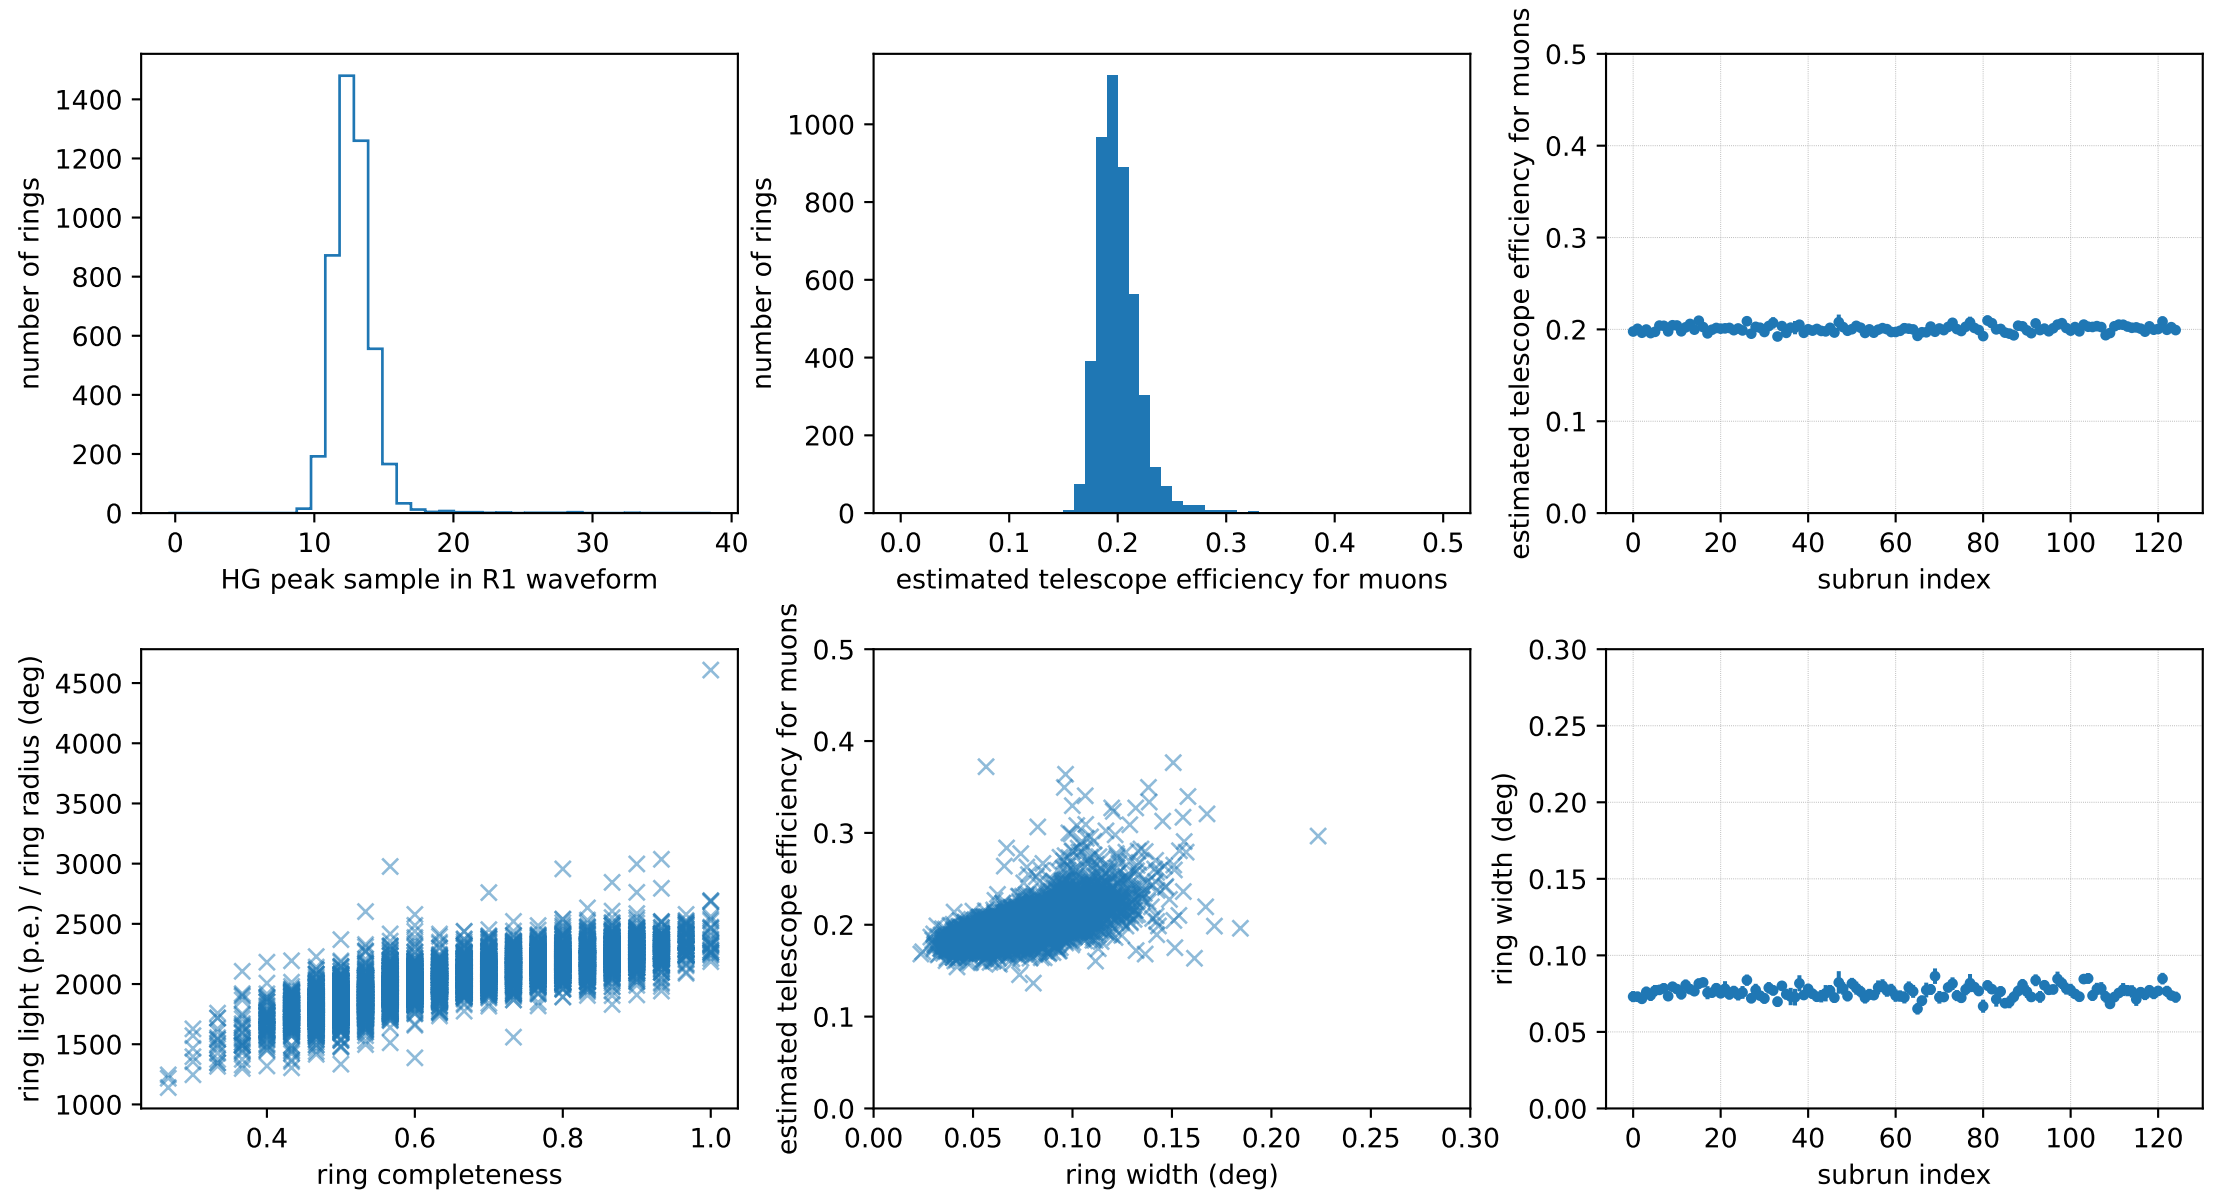 number of rings
1400
1200
1000
800
600
400
200
0
0 10 20 30 40
HG peak sample in R1 waveform
number of rings
1000
800
600
400
200
0
0.0 0.1 0.2 0.3 0.4 0.5
estimated telescope efficiency for muons
estimated telescope efficiency for muons
0.5
0.4
0.3
0.2
0.1
0.0
0 20 40 60 80 100 120
subrun index
ring light (p.e.) / ring radius (deg)
4500
4000
3500
3000
2500
2000
1500
1000
0.4 0.6 0.8 1.0
ring completeness
estimated telescope efficiency for muons
0.5
0.4
0.3
0.2
0.1
0.0
0.00 0.05 0.10 0.15 0.20 0.25 0.30
ring width (deg)
ring width (deg)
0.30
0.25
0.20
0.15
0.10
0.05
0.00
0 20 40 60 80 100 120
subrun index